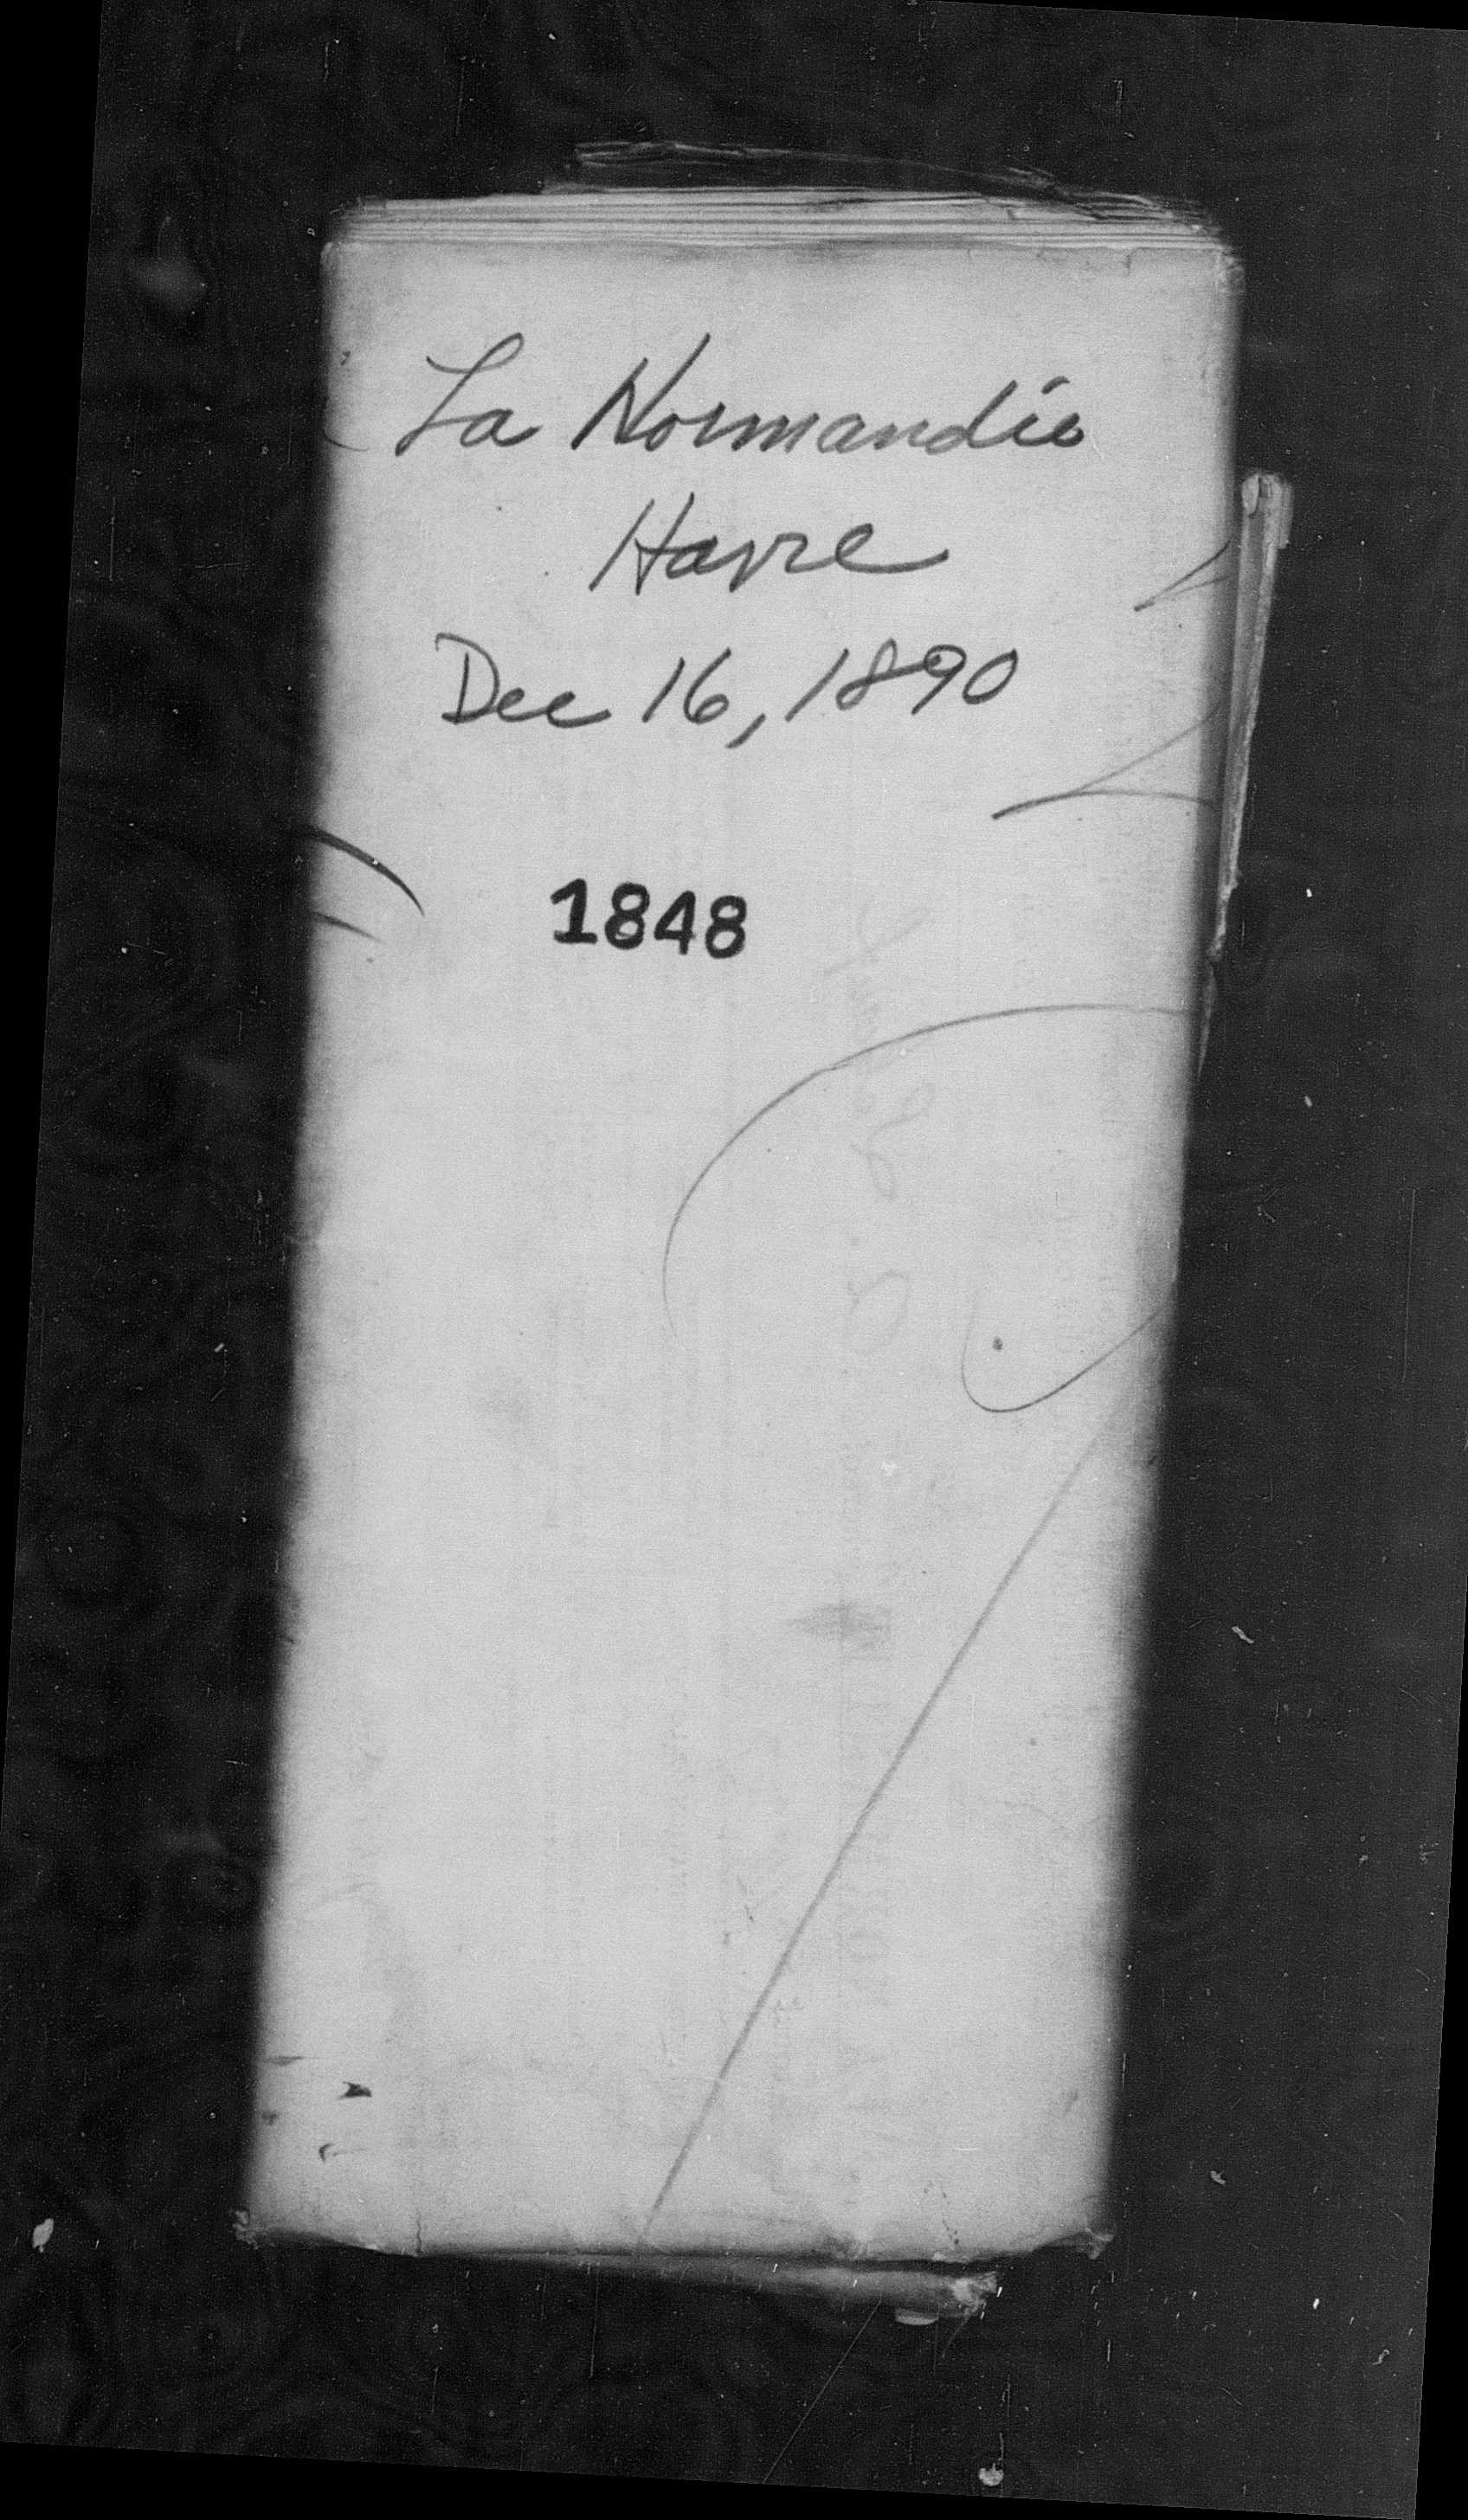 La Normandie
Havre
Dec 16, 1890
1848